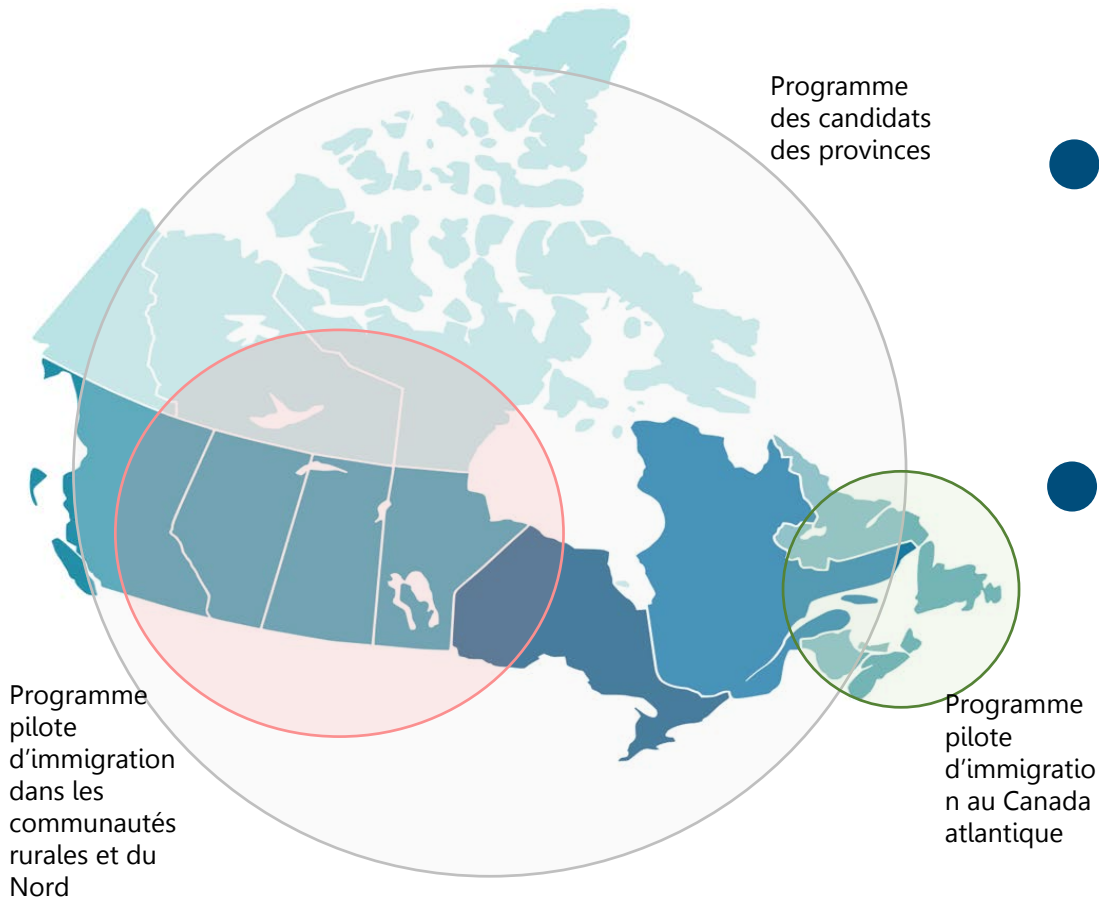 Programme
des candidats
des provinces
Programme
pilote
d’immigration
dans les
communautés
rurales et du
Nord
Programme
pilote
d’immigratio
n au Canada
atlantique